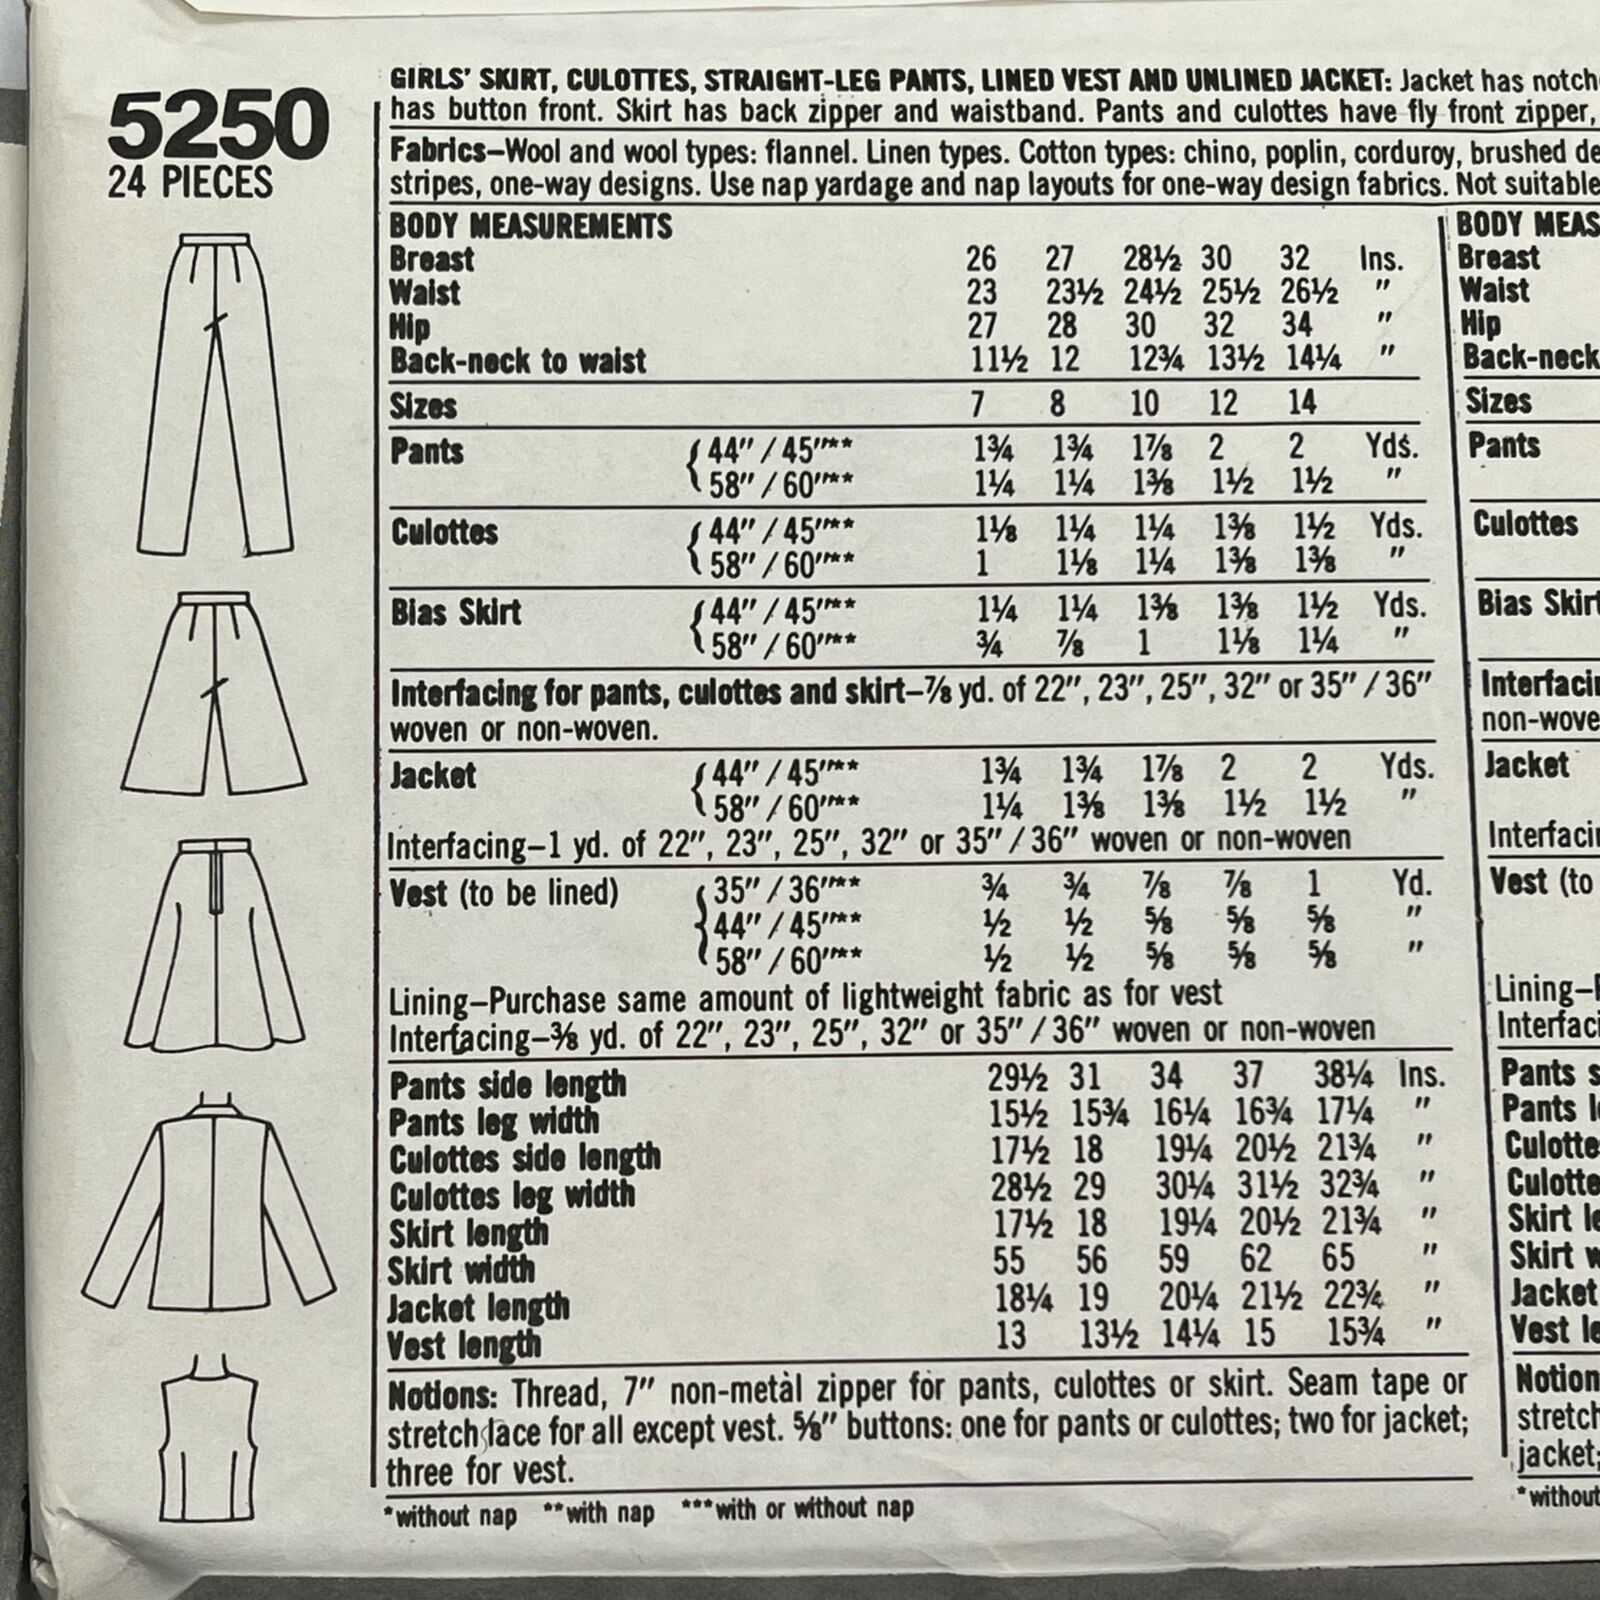 5250
24 PIECES
GIRLS' SKIRT, CULOTTES, STRAIGHT-LEG PANTS, LINED VEST AND UNLINED JACKET: Jacket has
has button front. Skirt has back zipper and waistband. Pants and culottes have fly front zipper,
Fabrics—Wool and wool types: flannel. Linen types. Cotton types: chino, poplin, corduroy, brushed
stripes, one-way designs. Use nap yardage and nap layouts for one-way design fabrics. Not suitable
BODY MEASUREMENTS
Breast 26 27 28½ 30 32 Ins.
Waist 23 23½ 24½ 25½ 26½ "
Hip 27 28 30 32 34 "
Back-neck to waist 11½ 12 12¾ 13½ 14¼ "
Sizes 7 8 10 12 14
Pants 44" / 45"*** 1¾ 1¾ 1⅞ 2 2 Yds.
58" / 60"*** 1¼ 1¼ 1⅜ 1½ 1½ "
Culottes 44" / 45"*** 1⅛ 1¼ 1¼ 1⅜ 1½ Yds.
58" / 60"*** 1 1⅛ 1¼ 1⅜ 1⅜ "
Bias Skirt 44" / 45"*** 1¼ 1¼ 1⅜ 1⅜ 1½ Yds.
58" / 60"*** ¾ ⅞ 1 1⅛ 1¼ "
Interfacing for pants, culottes and skirt—⅞ yd. of 22", 23", 25", 32" or 35" / 36"
woven or non-woven.
Jacket 44" / 45"*** 1¾ 1¾ 1⅞ 2 2 Yds.
58" / 60"*** 1¼ 1⅜ 1⅜ 1½ 1½ "
Interfacing—1 yd. of 22", 23", 25", 32" or 35" / 36" woven or non-woven
Vest (to be lined) 35" / 36"*** ¾ ¾ ⅞ ⅞ 1 Yd.
44" / 45"*** ½ ½ ⅝ ⅝ ⅝ "
58" / 60"*** ½ ½ ⅝ ⅝ ⅝ "
Lining—Purchase same amount of lightweight fabric as for vest
Interfacing—⅜ yd. of 22", 23", 25", 32" or 35" / 36" woven or non-woven
Pants side length 29½ 31 34 37 38¼ Ins.
Pants leg width 15½ 15¾ 16¼ 16¾ 17¼ "
Culottes side length 17½ 18 19¼ 20½ 21¾ "
Culottes leg width 28½ 29 30¼ 31½ 32¾ "
Skirt length 17½ 18 19¼ 20½ 21¾ "
Skirt width 55 56 59 62 65 "
Jacket length 18¼ 19 20¼ 21½ 22¾ "
Vest length 13 13½ 14¼ 15 15¾ "
Notions: Thread, 7" non-metal zipper for pants, culottes or skirt. Seam tape or
stretch lace for all except vest. ⅝" buttons: one for pants or culottes; two for jacket;
three for vest.
*without nap **with nap ***with or without nap
BODY
Breast
Waist
Hip
Back-neck
Sizes
Pants
Culottes
Bias
Jacket
Vest (to
Lining—
Pants
Pants
Skirt
Skirt
Jacket
Vest
jacket;
*without